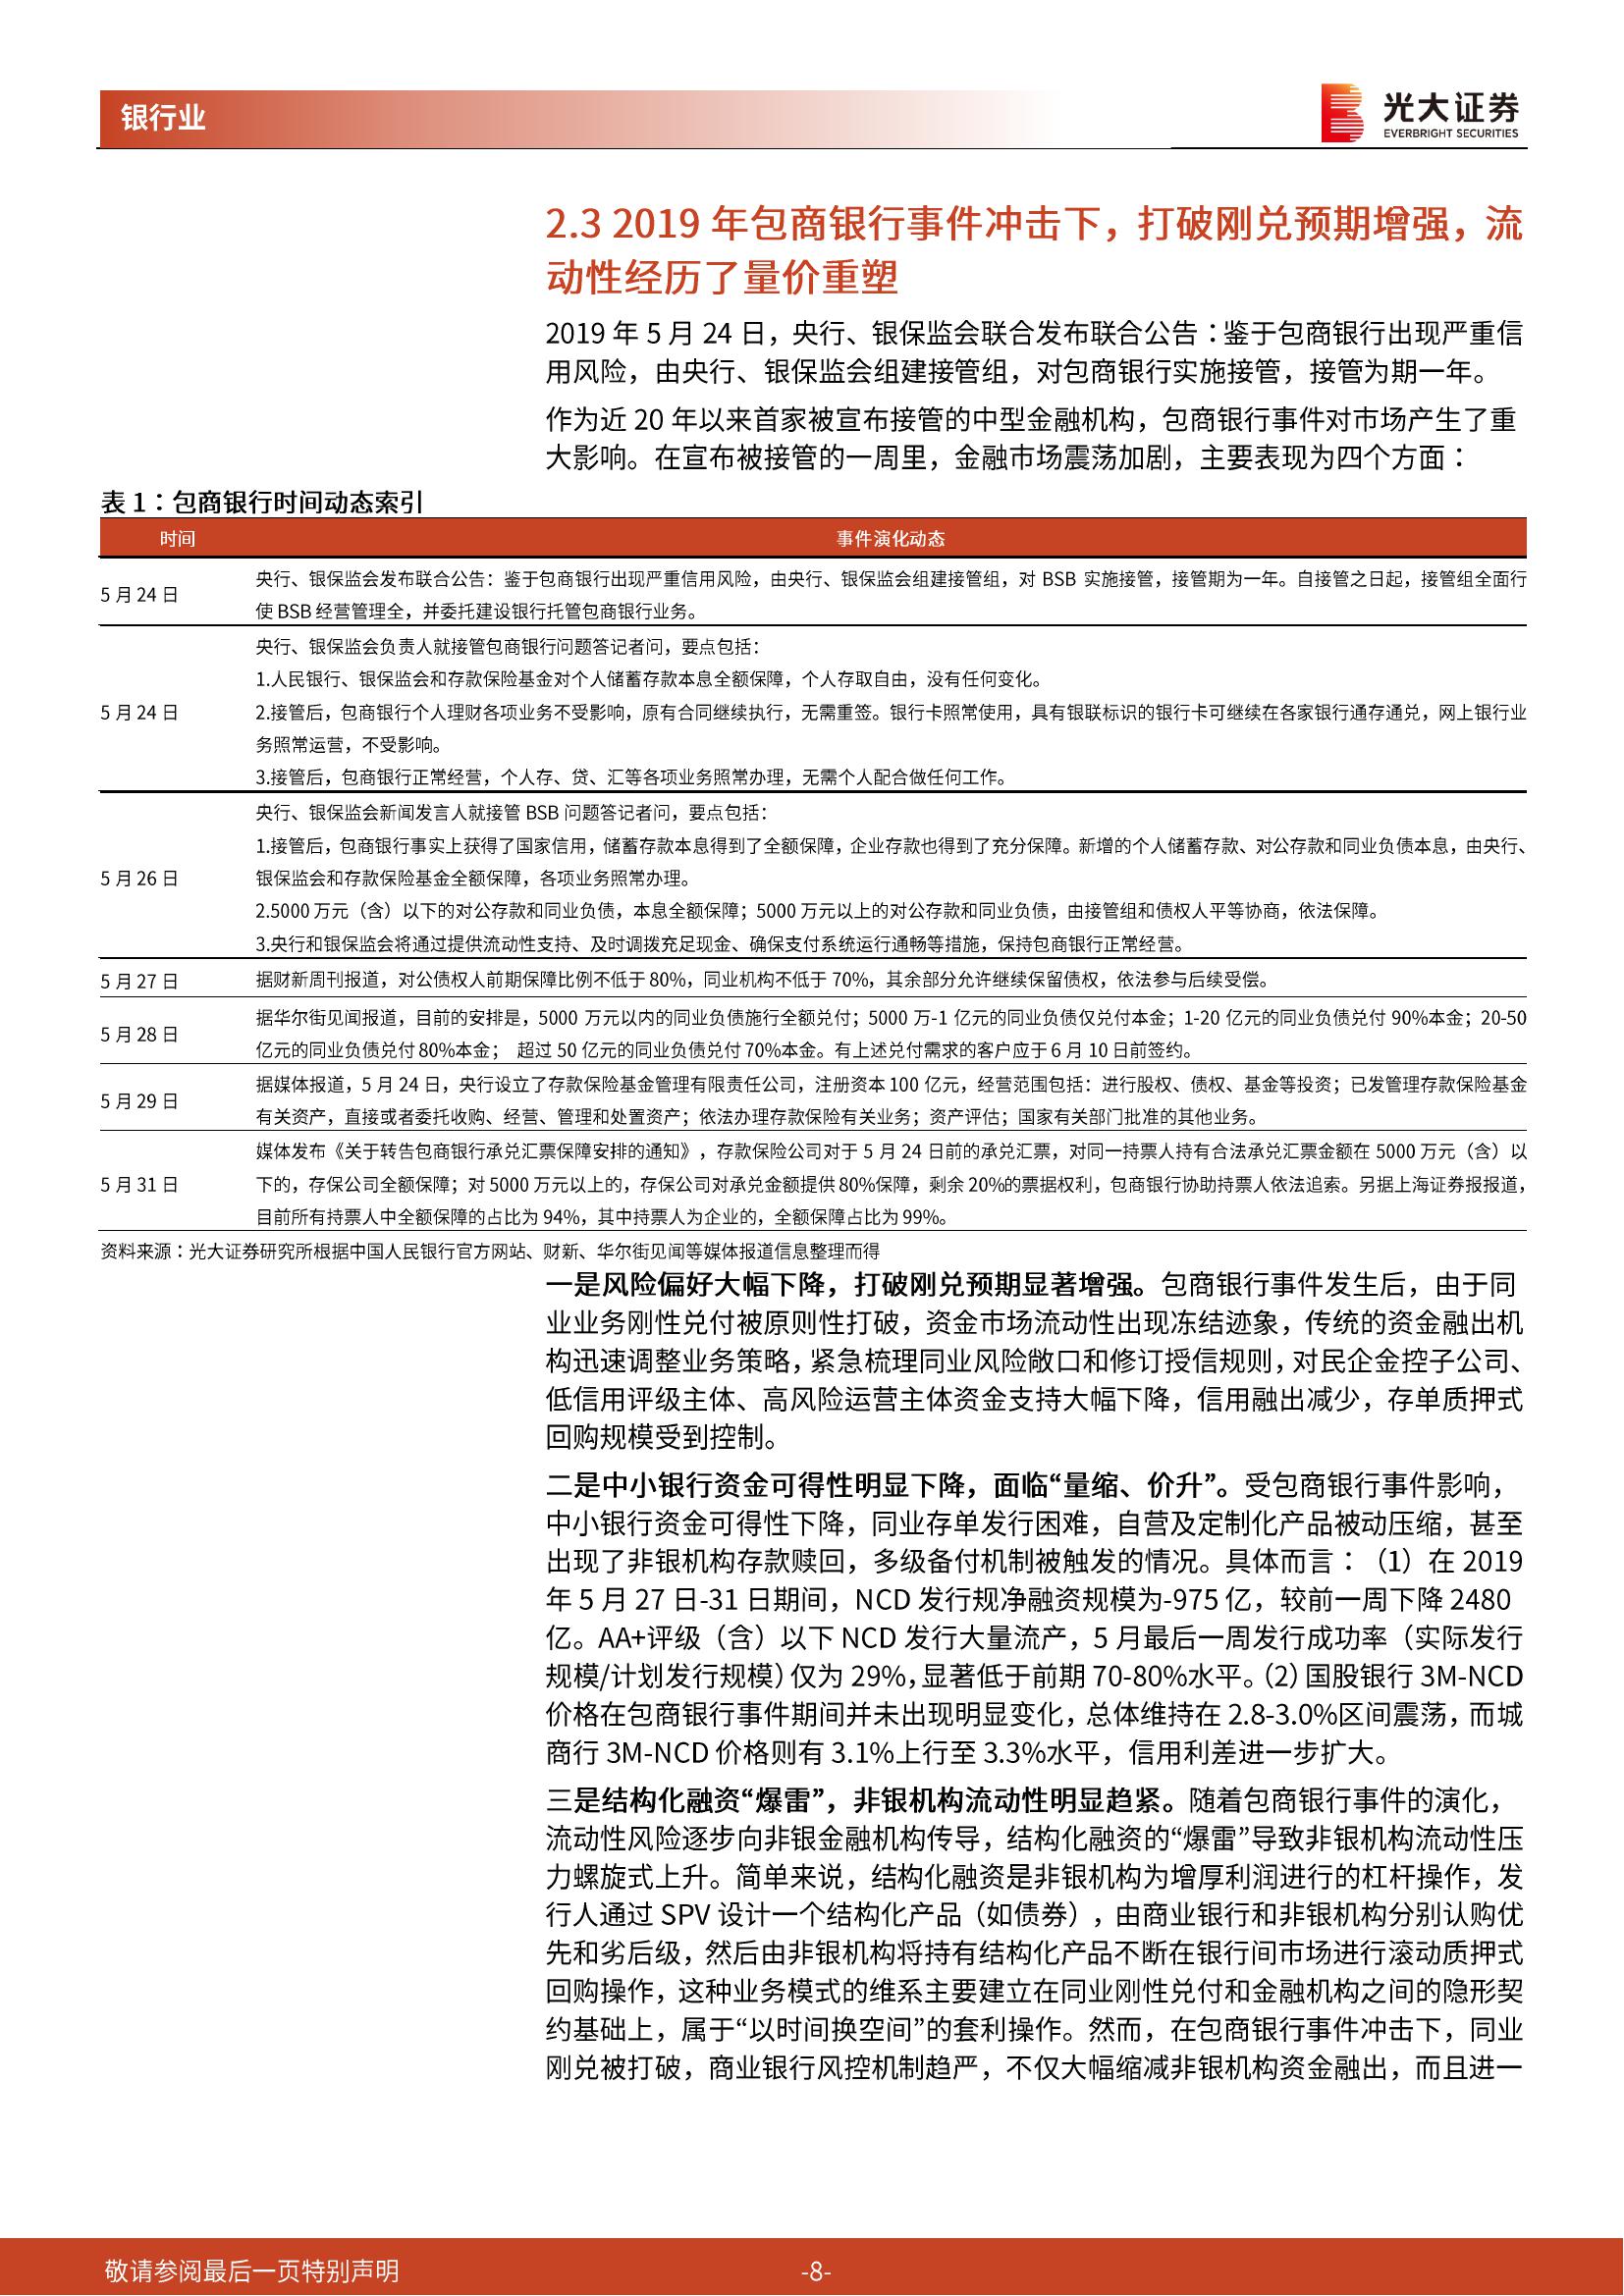 银行业
光大证券
EVERBRIGHT SECURITIES
2.3 2019 年包商银行事件冲击下，打破刚兑预期增强，流
动性经历了量价重塑
2019 年 5 月 24 日，央行、银保监会联合发布联合公告：鉴于包商银行出现严重信
用风险，由央行、银保监会组建接管组，对包商银行实施接管，接管为期一年。
作为近 20 年以来首家被宣布接管的中型金融机构，包商银行事件对市场产生了重
大影响。在宣布被接管的一周里，金融市场震荡加剧，主要表现为四个方面：
表 1：包商银行时间动态索引
时间 事件演化动态
5 月 24 日 央行、银保监会发布联合公告：鉴于包商银行出现严重信用风险，由央行、银保监会组建接管组，对 BSB 实施接管，接管期为一年。自接管之日起，接管组全面行
使 BSB 经营管理全，并委托建设银行托管包商银行业务。
5 月 24 日 央行、银保监会负责人就接管包商银行问题答记者问，要点包括：
1.人民银行、银保监会和存款保险基金对个人储蓄存款本息全额保障，个人存取自由，没有任何变化。
2.接管后，包商银行个人理财各项业务不受影响，原有合同继续执行，无需重签。银行卡照常使用，具有银联标识的银行卡可继续在各家银行通存通兑，网上银行业
务照常运营，不受影响。
3.接管后，包商银行正常经营，个人存、贷、汇等各项业务照常办理，无需个人配合做任何工作。
5 月 26 日 央行、银保监会新闻发言人就接管 BSB 问题答记者问，要点包括：
1.接管后，包商银行事实上获得了国家信用，储蓄存款本息得到了全额保障，企业存款也得到了充分保障。新增的个人储蓄存款、对公存款和同业负债本息，由央行、
银保监会和存款保险基金全额保障，各项业务照常办理。
2.5000 万元（含）以下的对公存款和同业负债，本息全额保障；5000 万元以上的对公存款和同业负债，由接管组和债权人平等协商，依法保障。
3.央行和银保监会将通过提供流动性支持、及时调拨充足现金、确保支付系统运行通畅等措施，保持包商银行正常经营。
5 月 27 日 据财新周刊报道，对公债权人前期保障比例不低于 80%，同业机构不低于 70%，其余部分允许继续保留债权，依法参与后续受偿。
5 月 28 日 据华尔街见闻报道，目前的安排是，5000 万元以内的同业负债施行全额兑付；5000 万-1 亿元的同业负债仅兑付本金；1-20 亿元的同业负债兑付 90%本金；20-50
亿元的同业负债兑付 80%本金； 超过 50 亿元的同业负债兑付 70%本金。有上述兑付需求的客户应于 6 月 10 日前签约。
5 月 29 日 据媒体报道，5 月 24 日，央行设立了存款保险基金管理有限责任公司，注册资本 100 亿元，经营范围包括：进行股权、债权、基金等投资；已发管理存款保险基金
有关资产，直接或者委托收购、经营、管理和处置资产；依法办理存款保险有关业务；资产评估；国家有关部门批准的其他业务。
5 月 31 日 媒体发布《关于转告包商银行承兑汇票保障安排的通知》，存款保险公司对于 5 月 24 日前的承兑汇票，对同一持票人持有合法承兑汇票金额在 5000 万元（含）以
下的，存保公司全额保障；对 5000 万元以上的，存保公司对承兑金额提供 80%保障，剩余 20%的票据权利，包商银行协助持票人依法追索。另据上海证券报报道，
目前所有持票人中全额保障的占比为 94%，其中持票人为企业的，全额保障占比为 99%。
资料来源：光大证券研究所根据中国人民银行官方网站、财新、华尔街见闻等媒体报道信息整理而得
一是风险偏好大幅下降，打破刚兑预期显著增强。包商银行事件发生后，由于同
业业务刚性兑付被原则性打破，资金市场流动性出现冻结迹象，传统的资金融出机
构迅速调整业务策略，紧急梳理同业风险敞口和修订授信规则，对民企金控子公司、
低信用评级主体、高风险运营主体资金支持大幅下降，信用融出减少，存单质押式
回购规模受到控制。
二是中小银行资金可得性明显下降，面临“量缩、价升”。受包商银行事件影响，
中小银行资金可得性下降，同业存单发行困难，自营及定制化产品被动压缩，甚至
出现了非银机构存款赎回，多级备付机制被触发的情况。具体而言：（1）在 2019
年 5 月 27 日-31 日期间，NCD 发行规净融资规模为-975 亿，较前一周下降 2480
亿。AA+评级（含）以下 NCD 发行大量流产，5 月最后一周发行成功率（实际发行
规模/计划发行规模）仅为 29%，显著低于前期 70-80%水平。（2）国股银行 3M-NCD
价格在包商银行事件期间并未出现明显变化，总体维持在 2.8-3.0%区间震荡，而城
商行 3M-NCD 价格则有 3.1%上行至 3.3%水平，信用利差进一步扩大。
三是结构化融资“爆雷”，非银机构流动性明显趋紧。随着包商银行事件的演化，
流动性风险逐步向非银金融机构传导，结构化融资的“爆雷”导致非银机构流动性压
力螺旋式上升。简单来说，结构化融资是非银机构为增厚利润进行的杠杆操作，发
行人通过 SPV 设计一个结构化产品（如债券），由商业银行和非银机构分别认购优
先和劣后级，然后由非银机构将持有结构化产品不断在银行间市场进行滚动质押式
回购操作，这种业务模式的维系主要建立在同业刚性兑付和金融机构之间的隐形契
约基础上，属于“以时间换空间”的套利操作。然而，在包商银行事件冲击下，同业
刚兑被打破，商业银行风控机制趋严，不仅大幅缩减非银机构资金融出，而且进一
敬请参阅最后一页特别声明
-8-